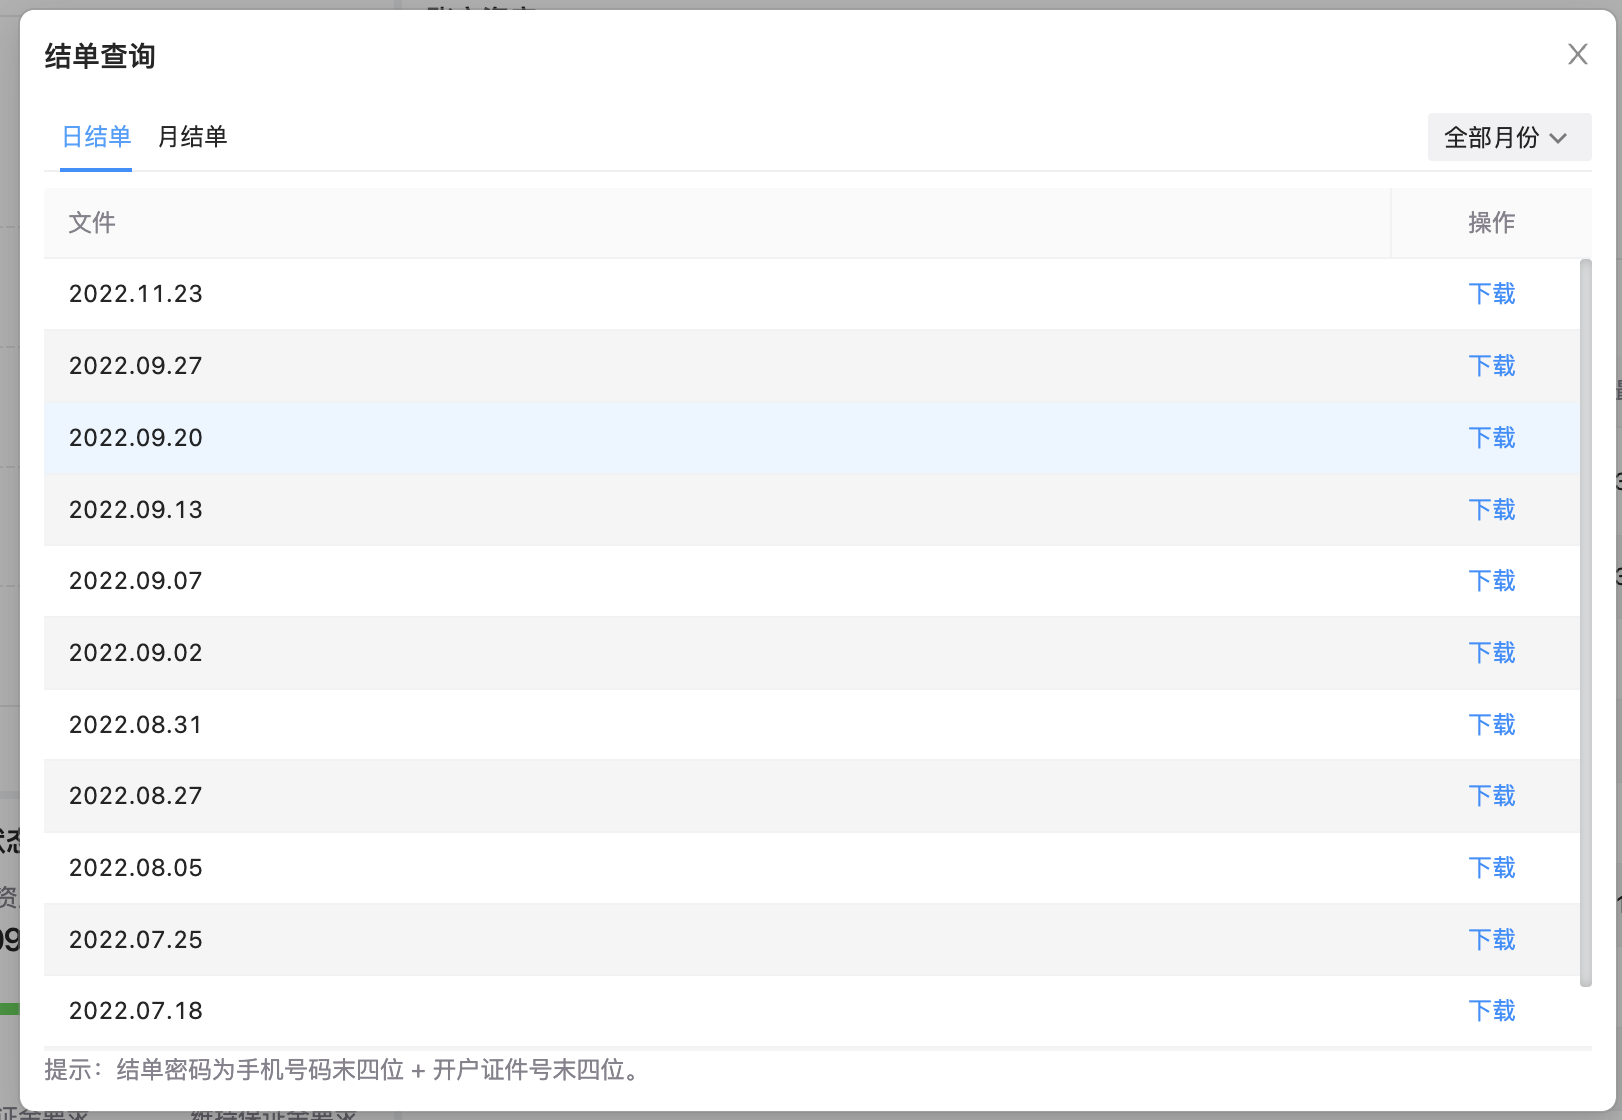 结单查询
日结单 月结单 全部月份
文件 操作
2022.11.23 下载
2022.09.27 下载
2022.09.20 下载
2022.09.13 下载
2022.09.07 下载
2022.09.02 下载
2022.08.31 下载
2022.08.27 下载
2022.08.05 下载
2022.07.25 下载
2022.07.18 下载
提示：结单密码为手机号码末四位 + 开户证件号末四位。